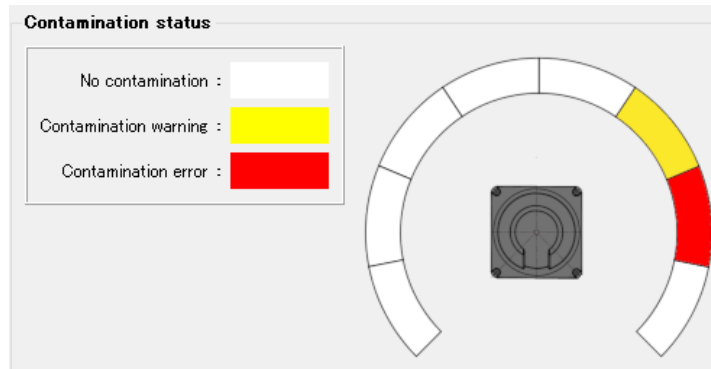 Contamination status
No contamination :
Contamination warning :
Contamination error :